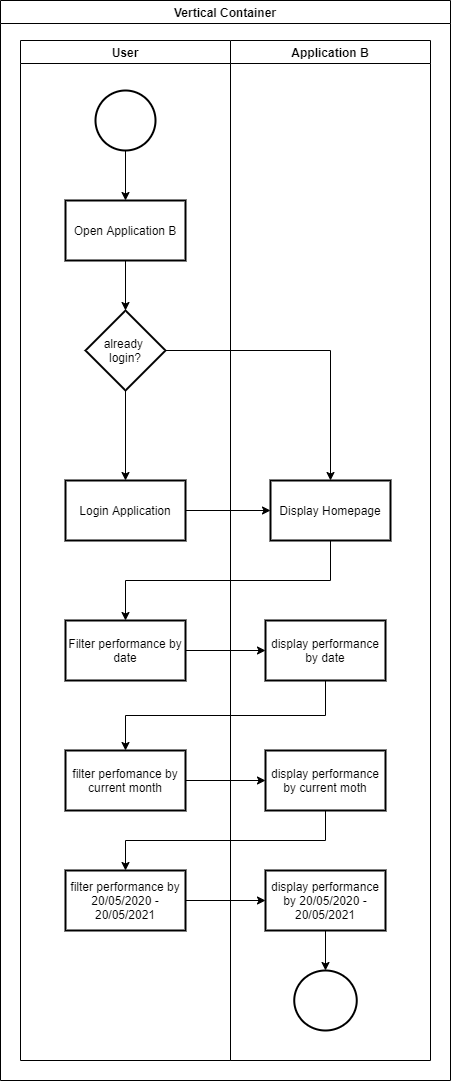 Vertical Container
User
Application B
Open Application B
already
login?
Login Application
Display Homepage
Filter performance by
date
display performance
by date
filter perfomance by
current month
display performance
by current moth
filter performance by
20/05/2020 -
20/05/2021
display performance
by 20/05/2020 -
20/05/2021